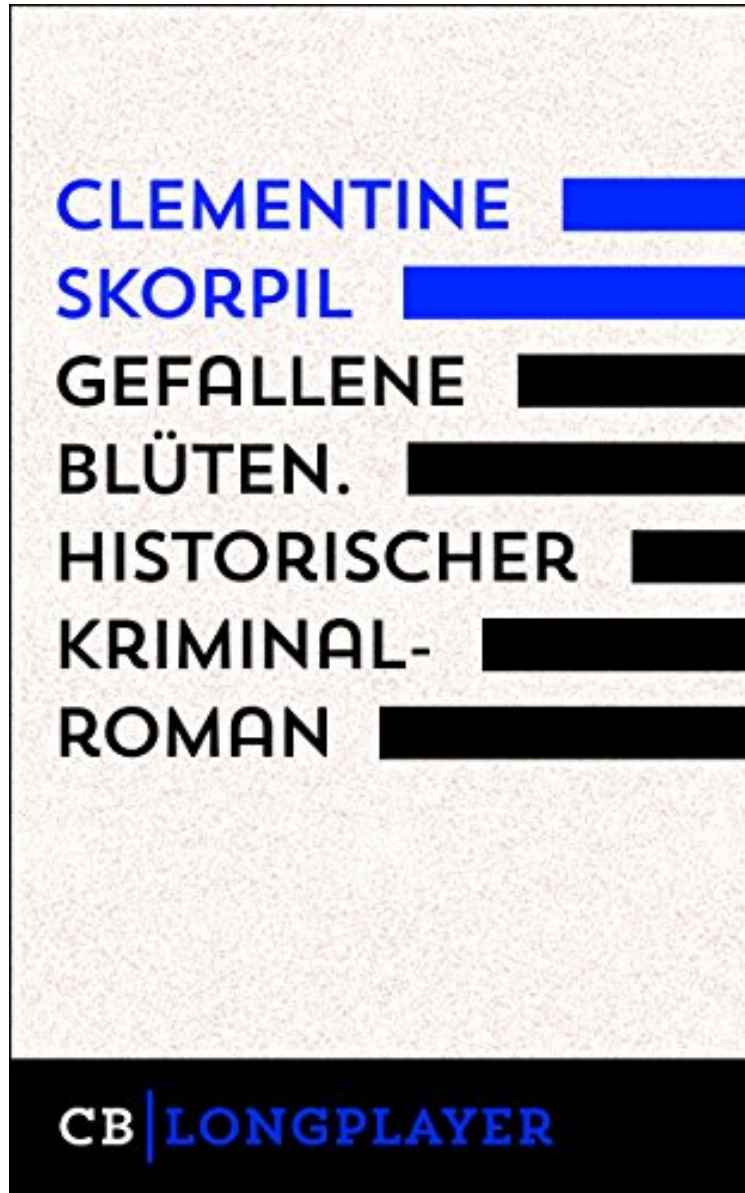 CLEMENTINE
SKORPIL
GEFALLENE
BLÜTEN.
HISTORISCHER
KRIMINAL-
ROMAN
CB|LONGPLAYER